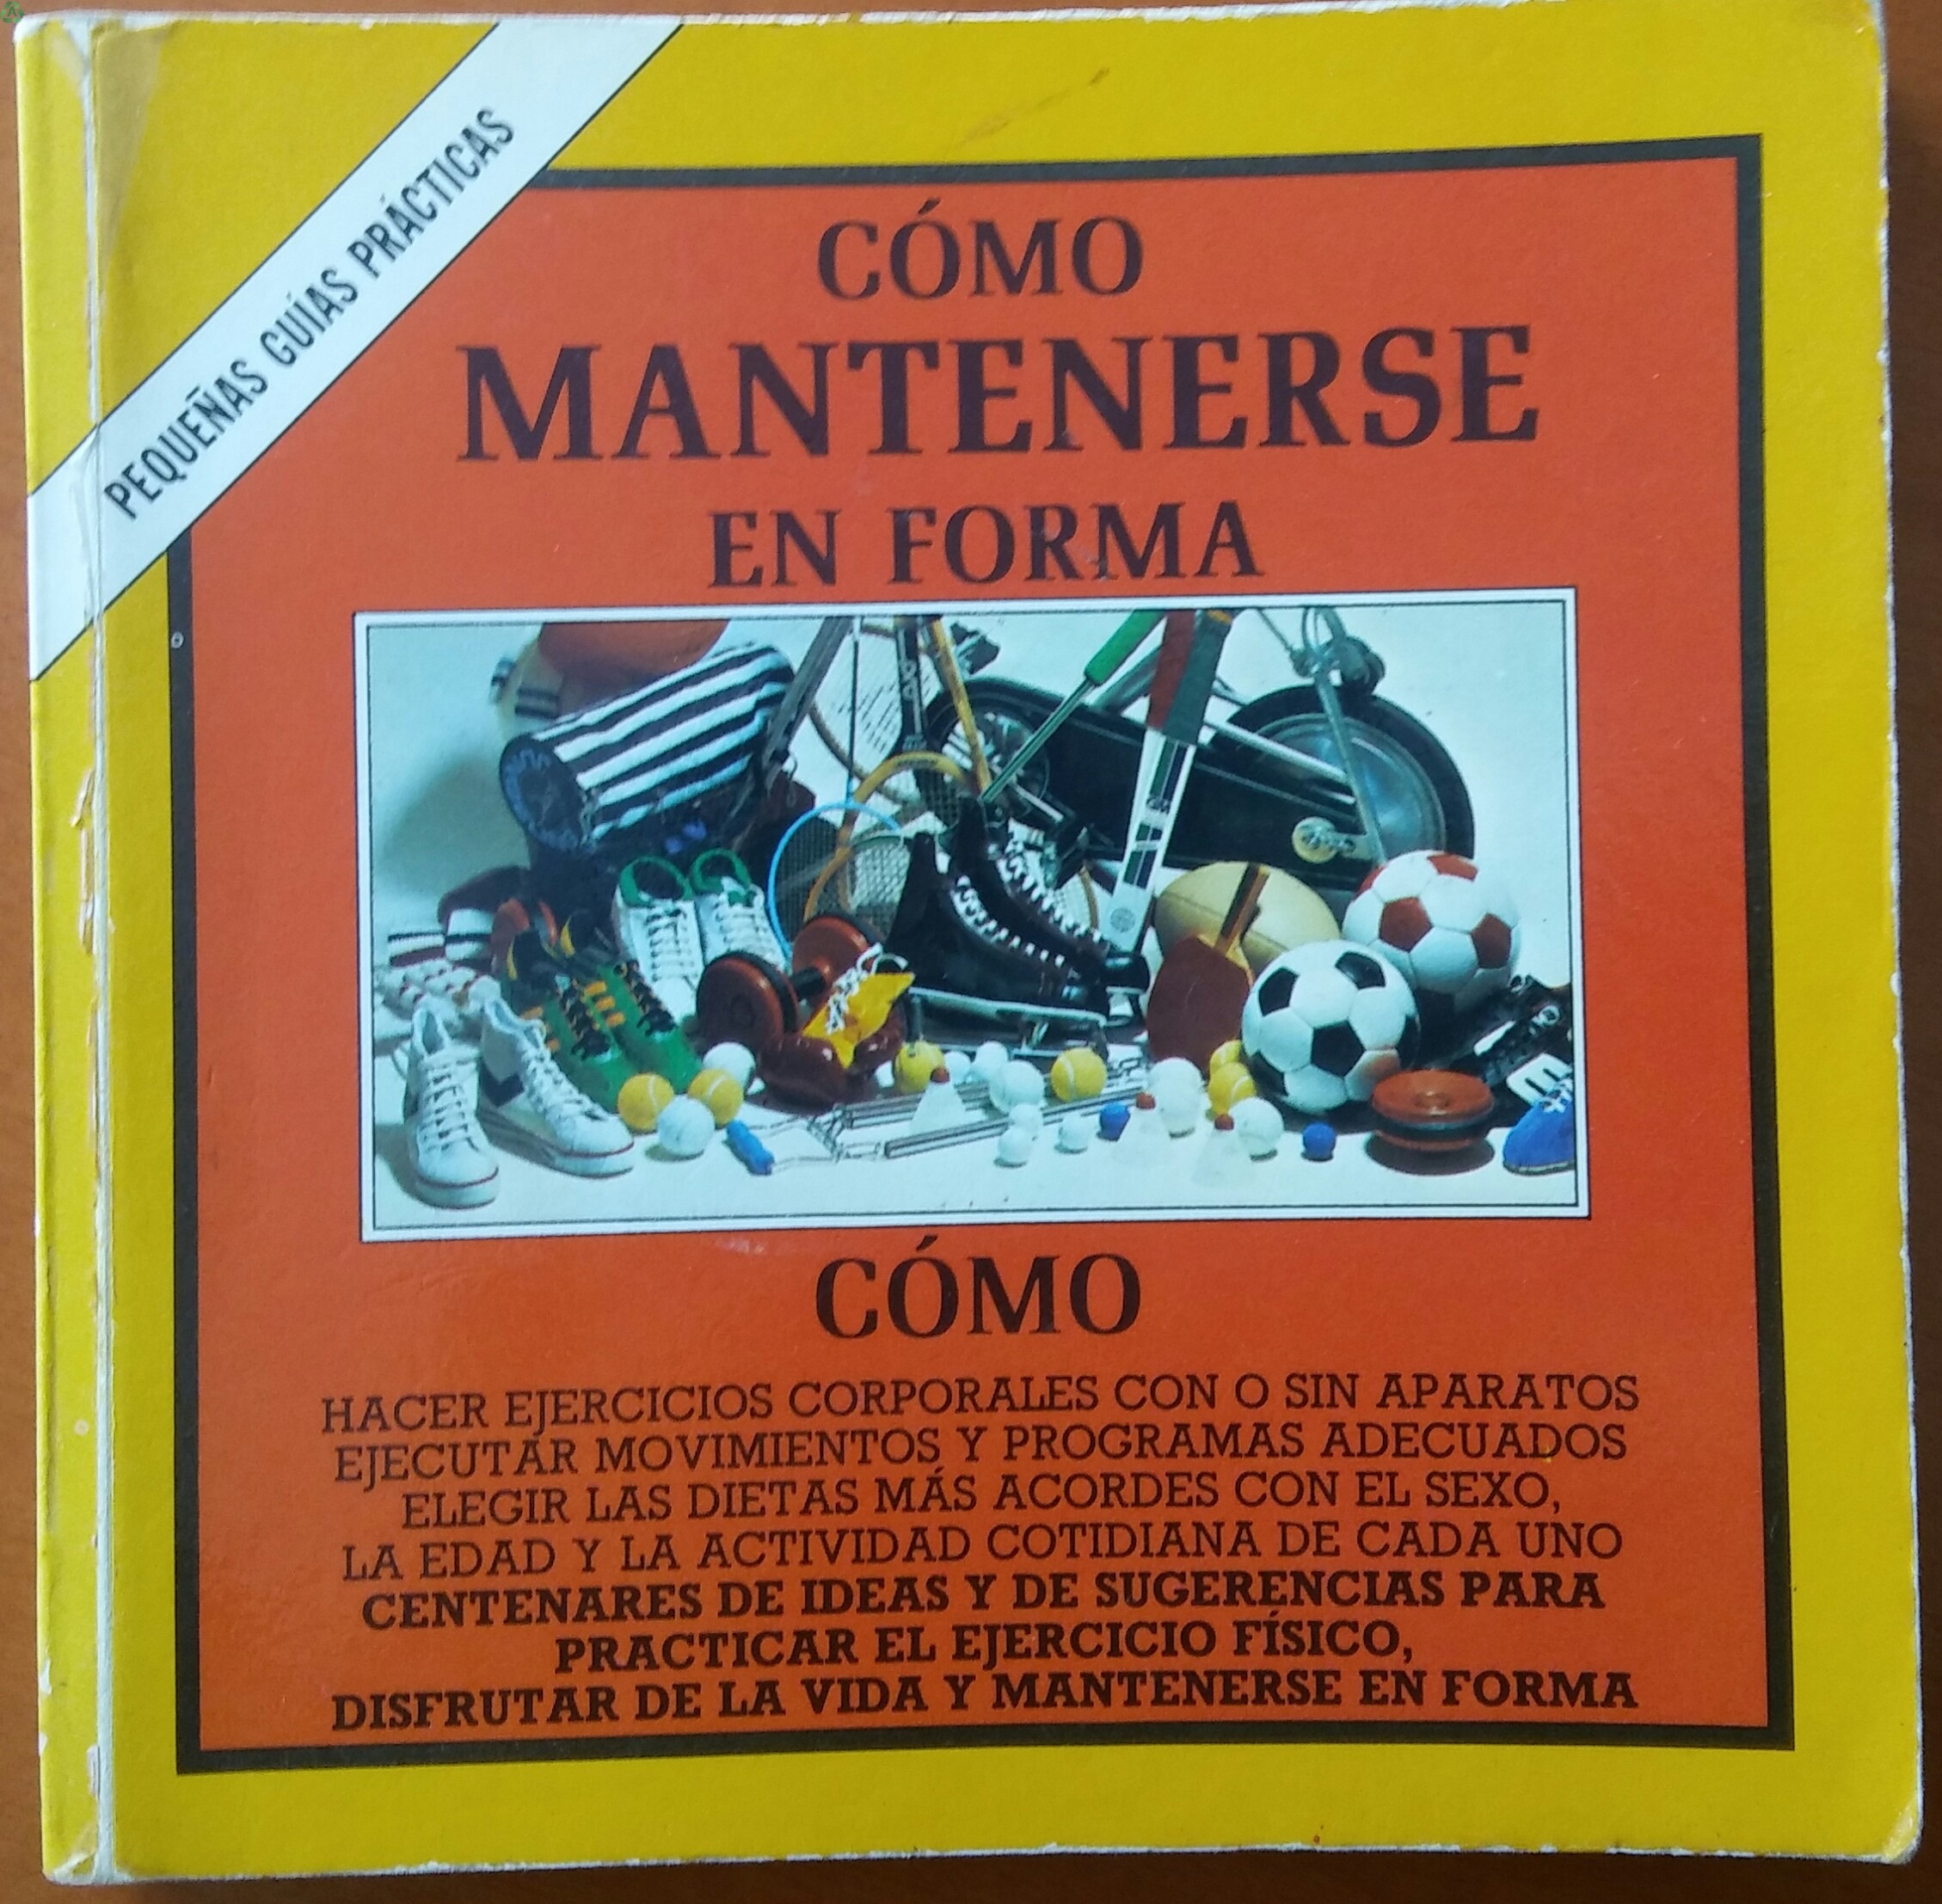 PEQUEÑAS GUÍAS PRÁCTICAS
CÓMO
MANTENERSE
EN FORMA
CÓMO
HACER EJERCICIOS CORPORALES CON O SIN APARATOS
EJECUTAR MOVIMIENTOS Y PROGRAMAS ADECUADOS
ELEGIR LAS DIETAS MÁS ACORDES CON EL SEXO,
LA EDAD Y LA ACTIVIDAD COTIDIANA DE CADA UNO
CENTENARES DE IDEAS Y DE SUGERENCIAS PARA
PRACTICAR EL EJERCICIO FÍSICO,
DISFRUTAR DE LA VIDA Y MANTENERSE EN FORMA